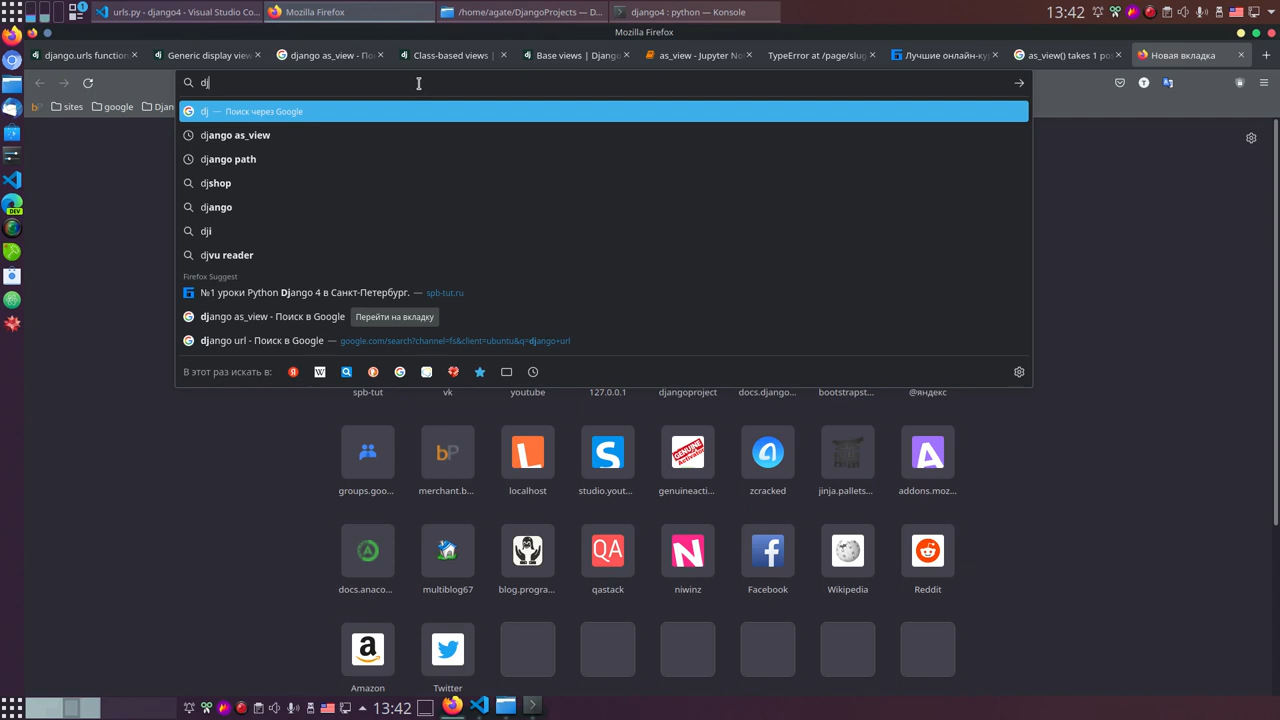 urls.py - django4 - Visual Studio Co...
Mozilla Firefox
/home/agate/DjangoProjects — D...
django4 : python — Konsole
13:42
Mozilla Firefox
django.urls function
Generic display view
django as_view - По
Class-based views |
Base views | Django
as_view - Jupyter No
TypeError at /page/slug
Лучшие онлайн-ку
as_view() takes 1 po
Новая вкладка
dj
bP
sites
google
Djan
dj — Поиск через Google
django as_view
django path
djshop
django
dji
djvu reader
Firefox Suggest
№1 уроки Python Django 4 в Санкт-Петербург. — spb-tut.ru
django as_view - Поиск в Google Перейти на вкладку
django url - Поиск в Google — google.com/search?channel=fs&client=ubuntu&q=django+url
В этот раз искать в:
spb-tut
vk
youtube
127.0.0.1
djangoproject
docs.django...
bootstrapst...
@яндекс
groups.goo...
merchant.b...
localhost
studio.yout...
genuineacti...
zcracked
jinja.pallets...
addons.moz...
docs.anaco...
multiblog67
blog.progra...
qastack
niwinz
Facebook
Wikipedia
Reddit
Amazon
Twitter
13:42